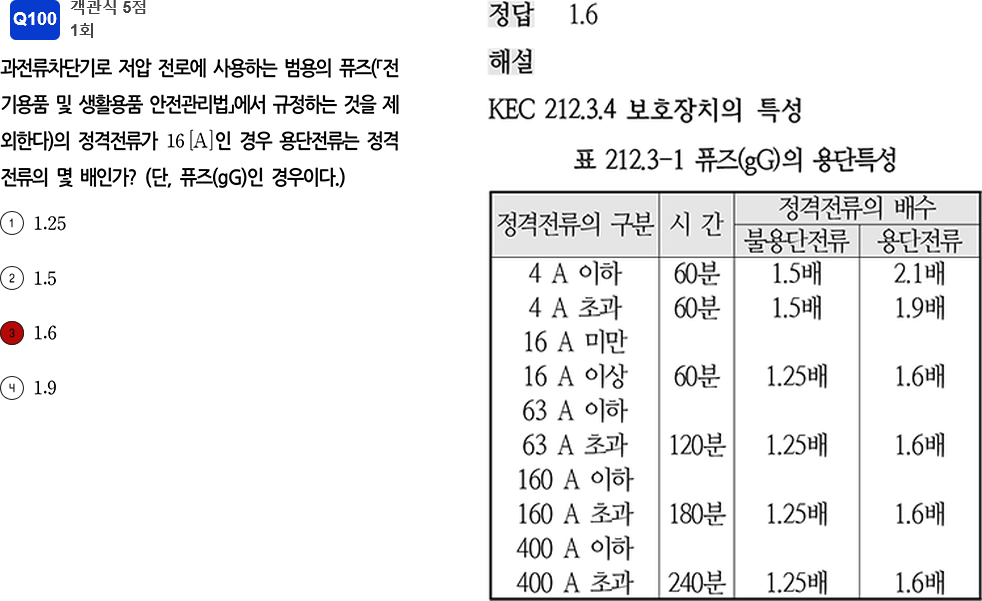 Q100
객관식 5점
1회
과전류차단기로 저압 전로에 사용하는 범용의 퓨즈(「전
기용품 및 생활용품 안전관리법」에서 규정하는 것을 제
외한다)의 정격전류가 16[A]인 경우 용단전류는 정격
전류의 몇 배인가? (단, 퓨즈(gG)인 경우이다.)
1 1.25
2 1.5
3 1.6
4 1.9
정답 1.6
해설
KEC 212.3.4 보호장치의 특성
표 212.3-1 퓨즈(gG)의 용단특성
정격전류의 구분 시 간 정격전류의 배수
불용단전류 용단전류
4 A 이하 60분 1.5배 2.1배
4 A 초과 60분 1.5배 1.9배
16 A 미만
16 A 이상 60분 1.25배 1.6배
63 A 이하
63 A 초과 120분 1.25배 1.6배
160 A 이하
160 A 초과 180분 1.25배 1.6배
400 A 이하
400 A 초과 240분 1.25배 1.6배